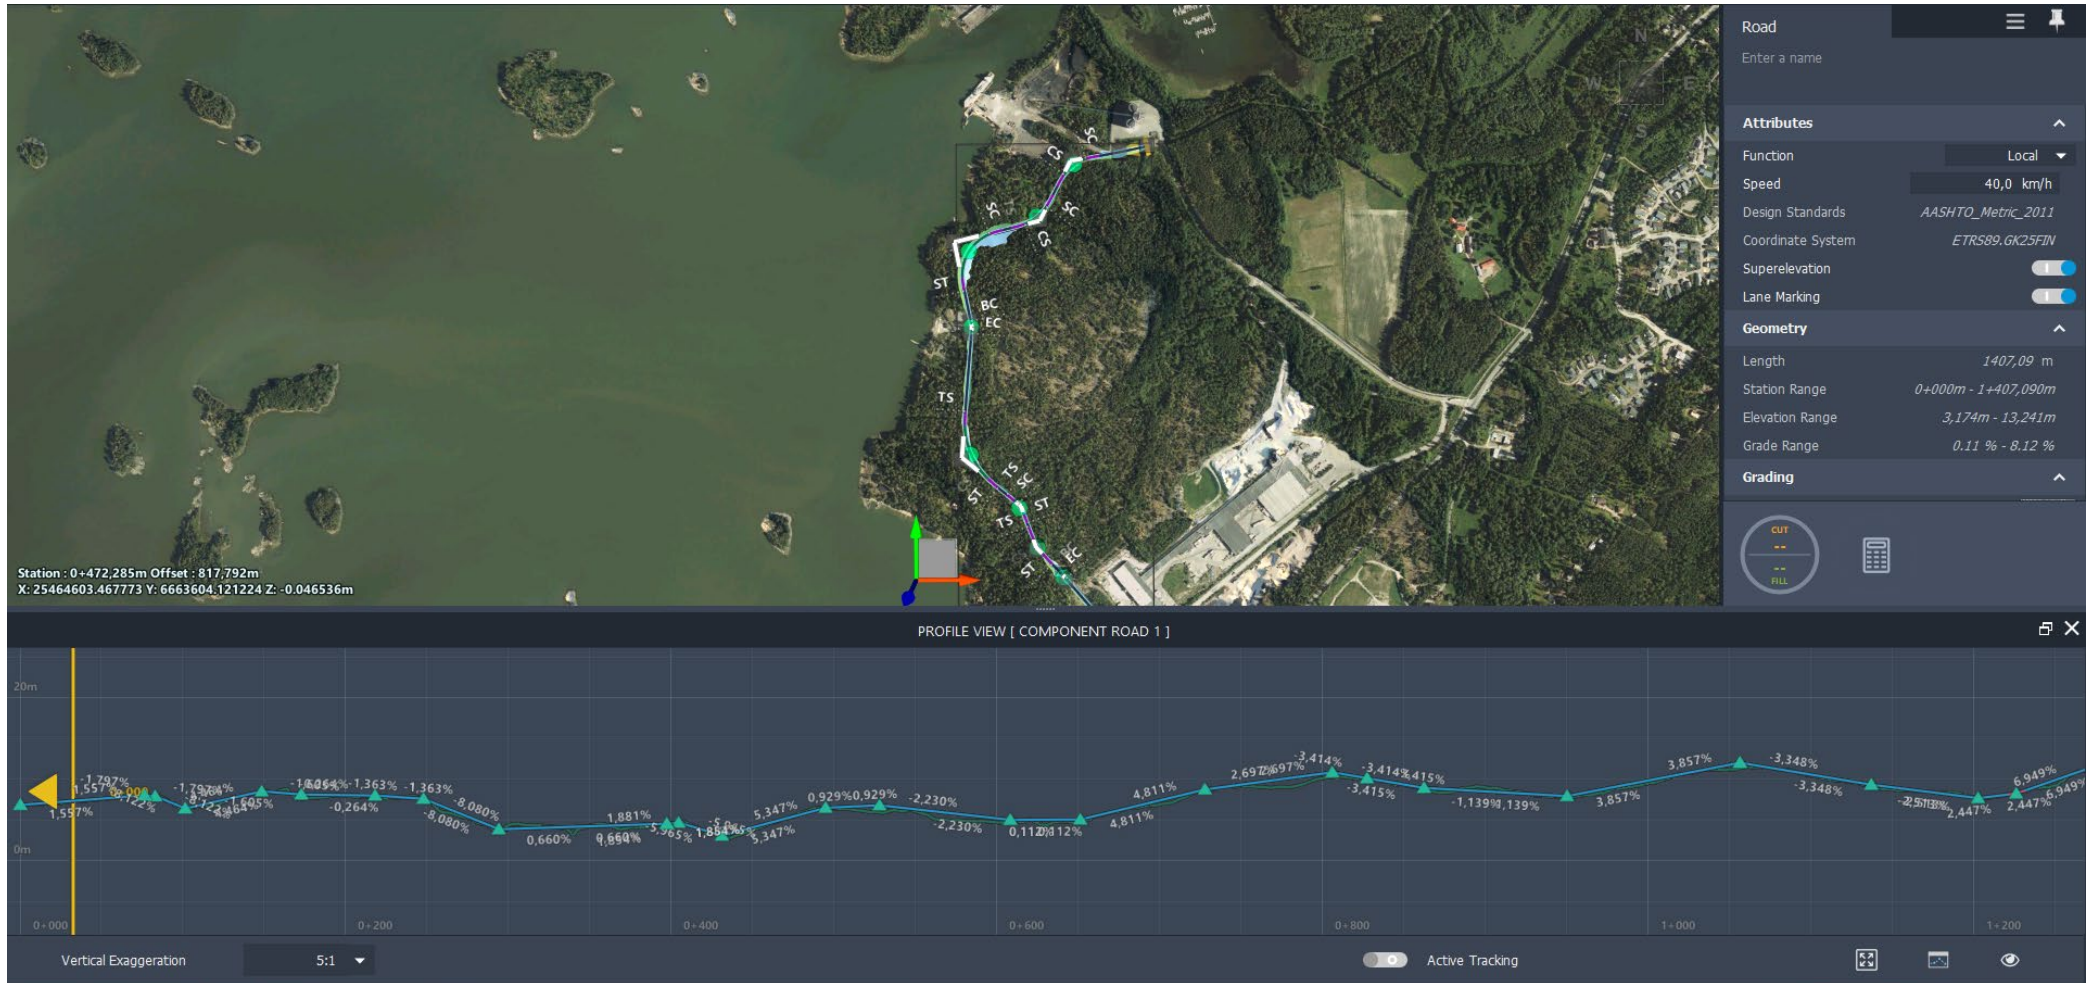 N
W
E
S
SC
CS
SC
SC
CS
ST
BC
EC
TS
TS
SC
ST
ST
TS
EC
ST
Station : 0+472,285m Offset : 817,792m
X: 25464603.467773 Y: 6663604.121224 Z: -0.046536m
Road
Enter a name
Attributes
Function Local
Speed 40,0 km/h
Design Standards AASHTO_Metric_2011
Coordinate System ETRS89.GK25FIN
Superelevation
Lane Marking
Geometry
Length 1407,09 m
Station Range 0+000m - 1+407,090m
Elevation Range 3,174m - 13,241m
Grade Range 0.11 % - 8.12 %
Grading
CUT
--
--
FILL
PROFILE VIEW [ COMPONENT ROAD 1 ]
20m
0m
-1,797%
1,557%
-0,264%
-1,363%
-1,363%
-8,080%
-8,080%
0,660%
1,881%
5,347%
5,347%
0,929%
0,929%
-2,230%
-2,230%
0,112%
4,811%
4,811%
-3,414%
-3,415%
-1,139%
3,857%
3,857%
-3,348%
-3,348%
2,447%
2,447%
6,949%
6,949%
0+000
0+200
0+400
0+600
0+800
1+000
1+200
Vertical Exaggeration 5:1
Active Tracking